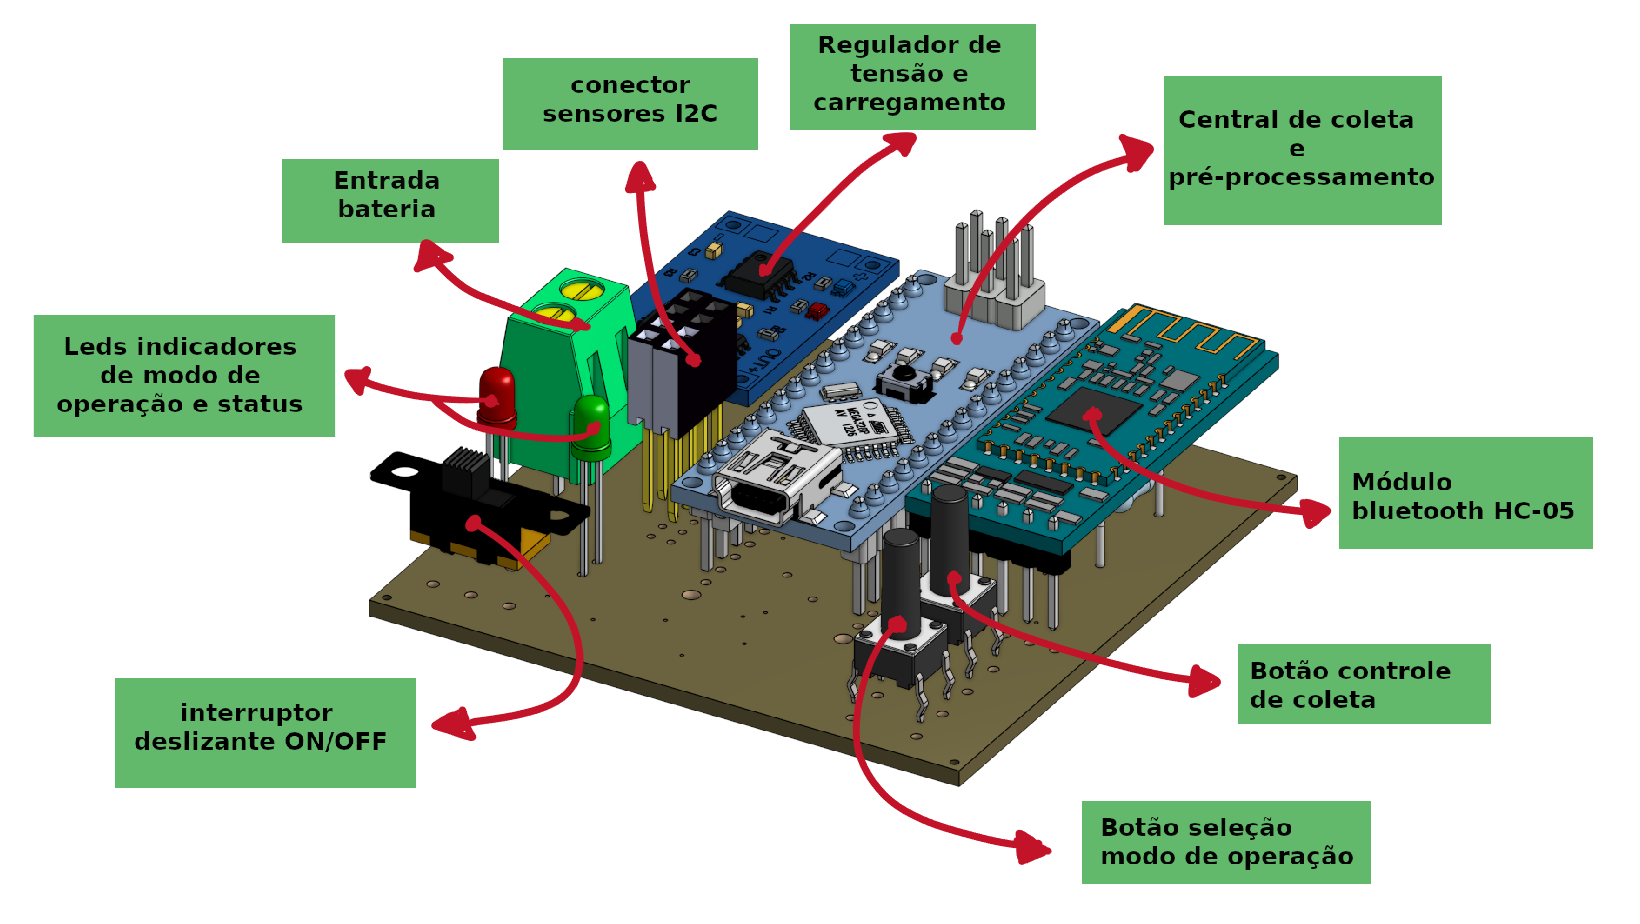 Regulador de
tensão e
carregamento
conector
sensores I2C
Central de coleta
e
pré-processamento
Entrada
bateria
Leds indicadores
de modo de
operação e status
Módulo
bluetooth HC-05
interruptor
deslizante ON/OFF
Botão controle
de coleta
Botão seleção
modo de operação
OUT+
R1